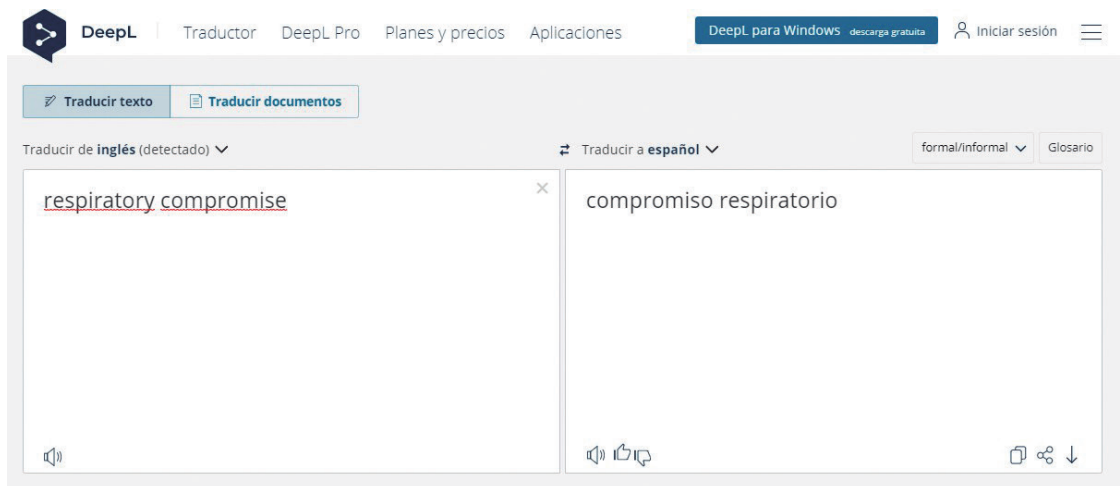 DeepL Traductor DeepL Pro Planes y precios Aplicaciones DeepL para Windows descarga gratuita Iniciar sesión
Traducir texto Traducir documentos
Traducir de inglés (detectado) Traducir a español formal/informal Glosario
respiratory compromise compromiso respiratorio